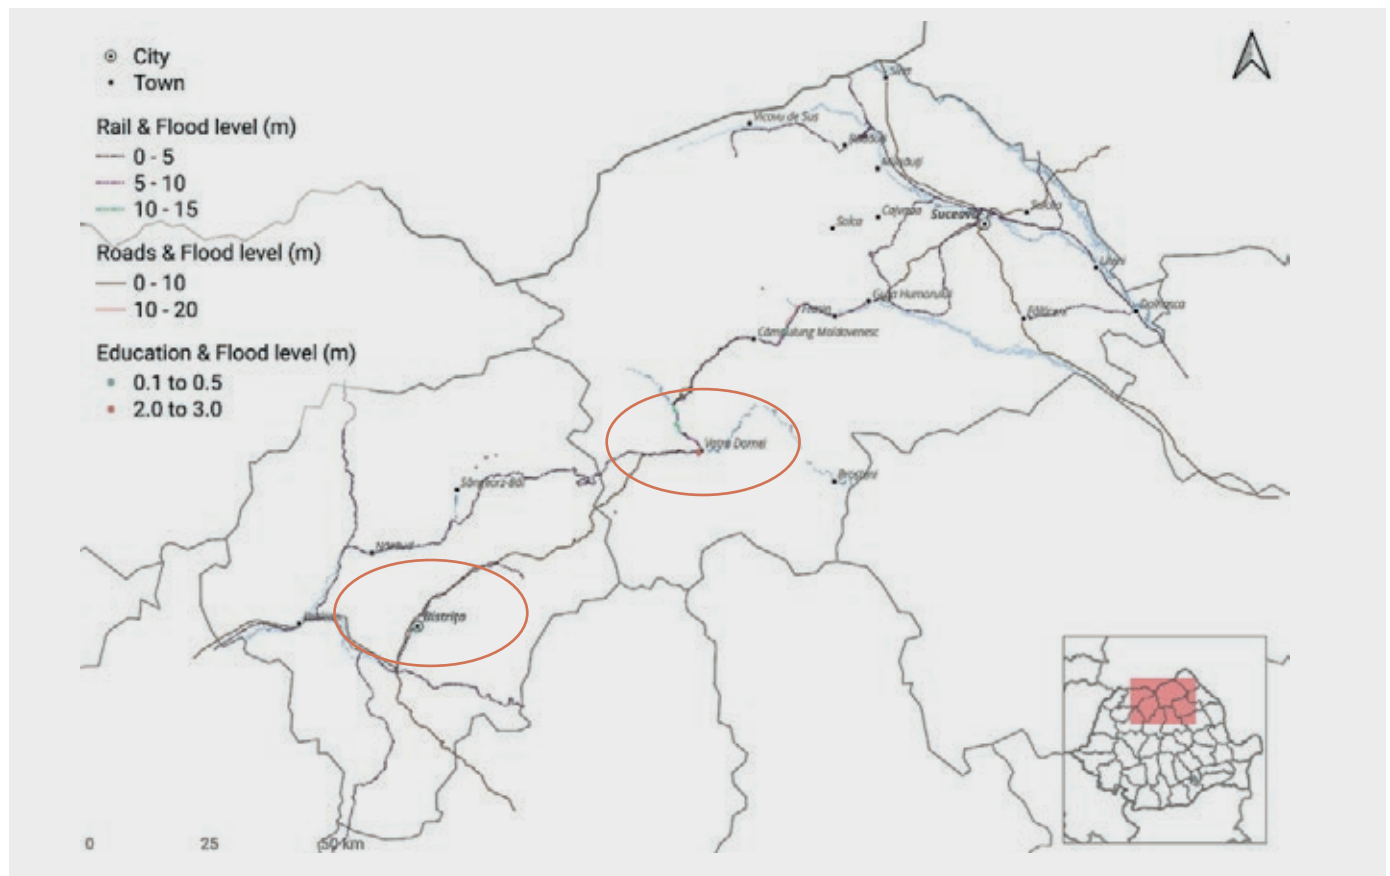 City
Town
Rail & Flood level (m)
0 - 5
5 - 10
10 - 15
Roads & Flood level (m)
0 - 10
10 - 20
Education & Flood level (m)
0.1 to 0.5
2.0 to 3.0
Siret
Vicovu de Sus
Milișăuți
Cajvana
Solca
Suceava
Salcea
Liteni
Dolhasca
Fălticeni
Gura Humorului
Frasin
Câmpulung Moldovenesc
Vatra Dornei
Broșteni
Sângeorz-Băi
Năsăud
Bistrița
0
25
50 km